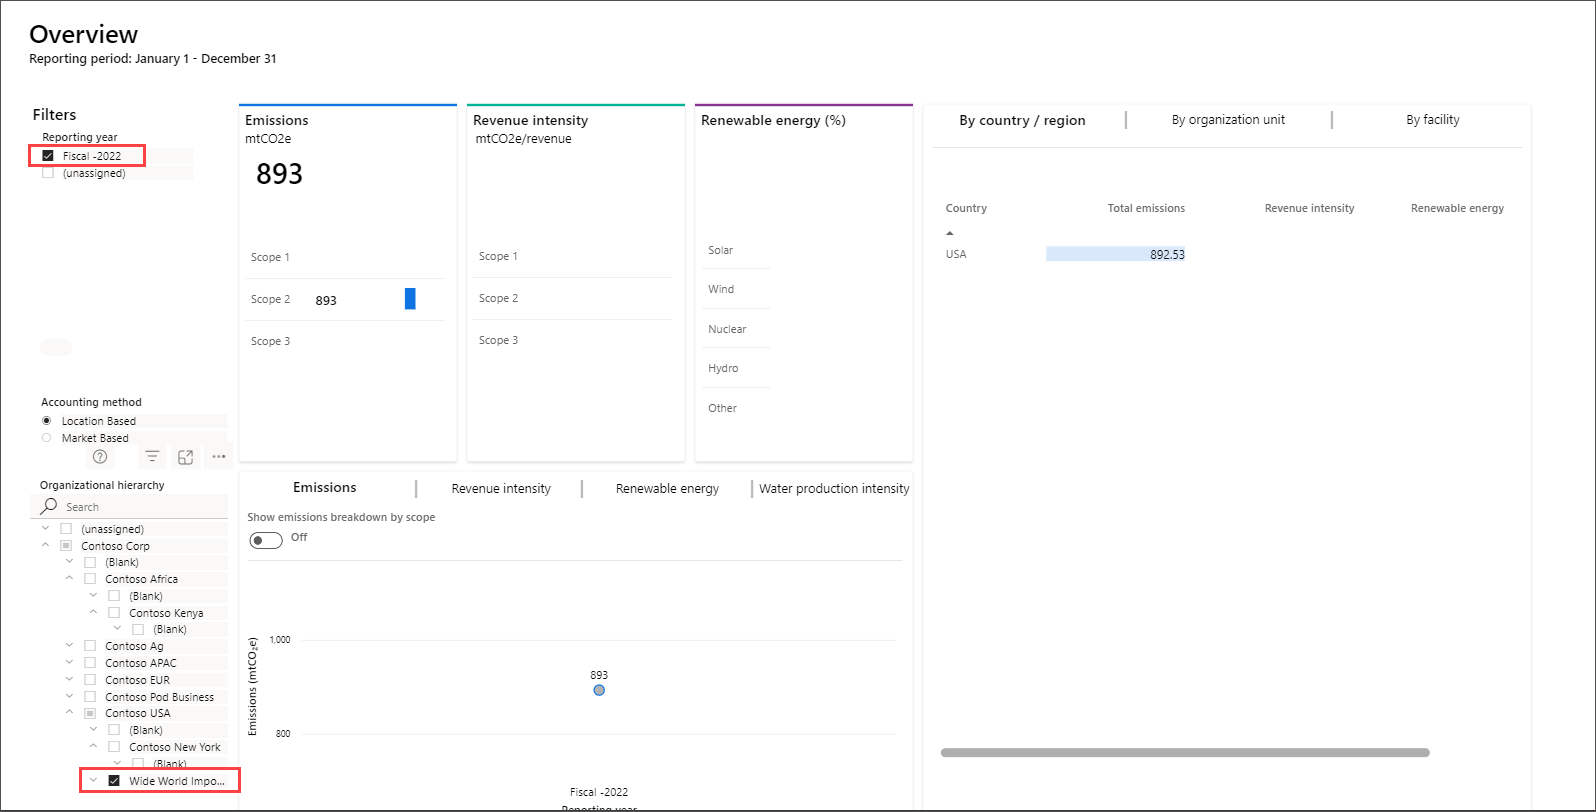 Overview
Reporting period: January 1 - December 31
Filters
Reporting year
Fiscal -2022
(unassigned)
Accounting method
Location Based
Market Based
Organizational hierarchy
Search
(unassigned)
Contoso Corp
(Blank)
Contoso Africa
(Blank)
Contoso Kenya
(Blank)
Contoso Ag
Contoso APAC
Contoso EUR
Contoso Pod Business
Contoso USA
(Blank)
Contoso New York
(Blank)
Wide World Impo...
Emissions
mtCO2e
893
Scope 1
Scope 2 893
Scope 3
Revenue intensity
mtCO2e/revenue
Scope 1
Scope 2
Scope 3
Renewable energy (%)
Solar
Wind
Nuclear
Hydro
Other
Emissions Revenue intensity Renewable energy Water production intensity
Show emissions breakdown by scope
Off
Emissions (mtCO₂e)
1,000
893
800
Fiscal -2022
Reporting year
By country / region By organization unit By facility
Country Total emissions Revenue intensity Renewable energy
USA 892.53